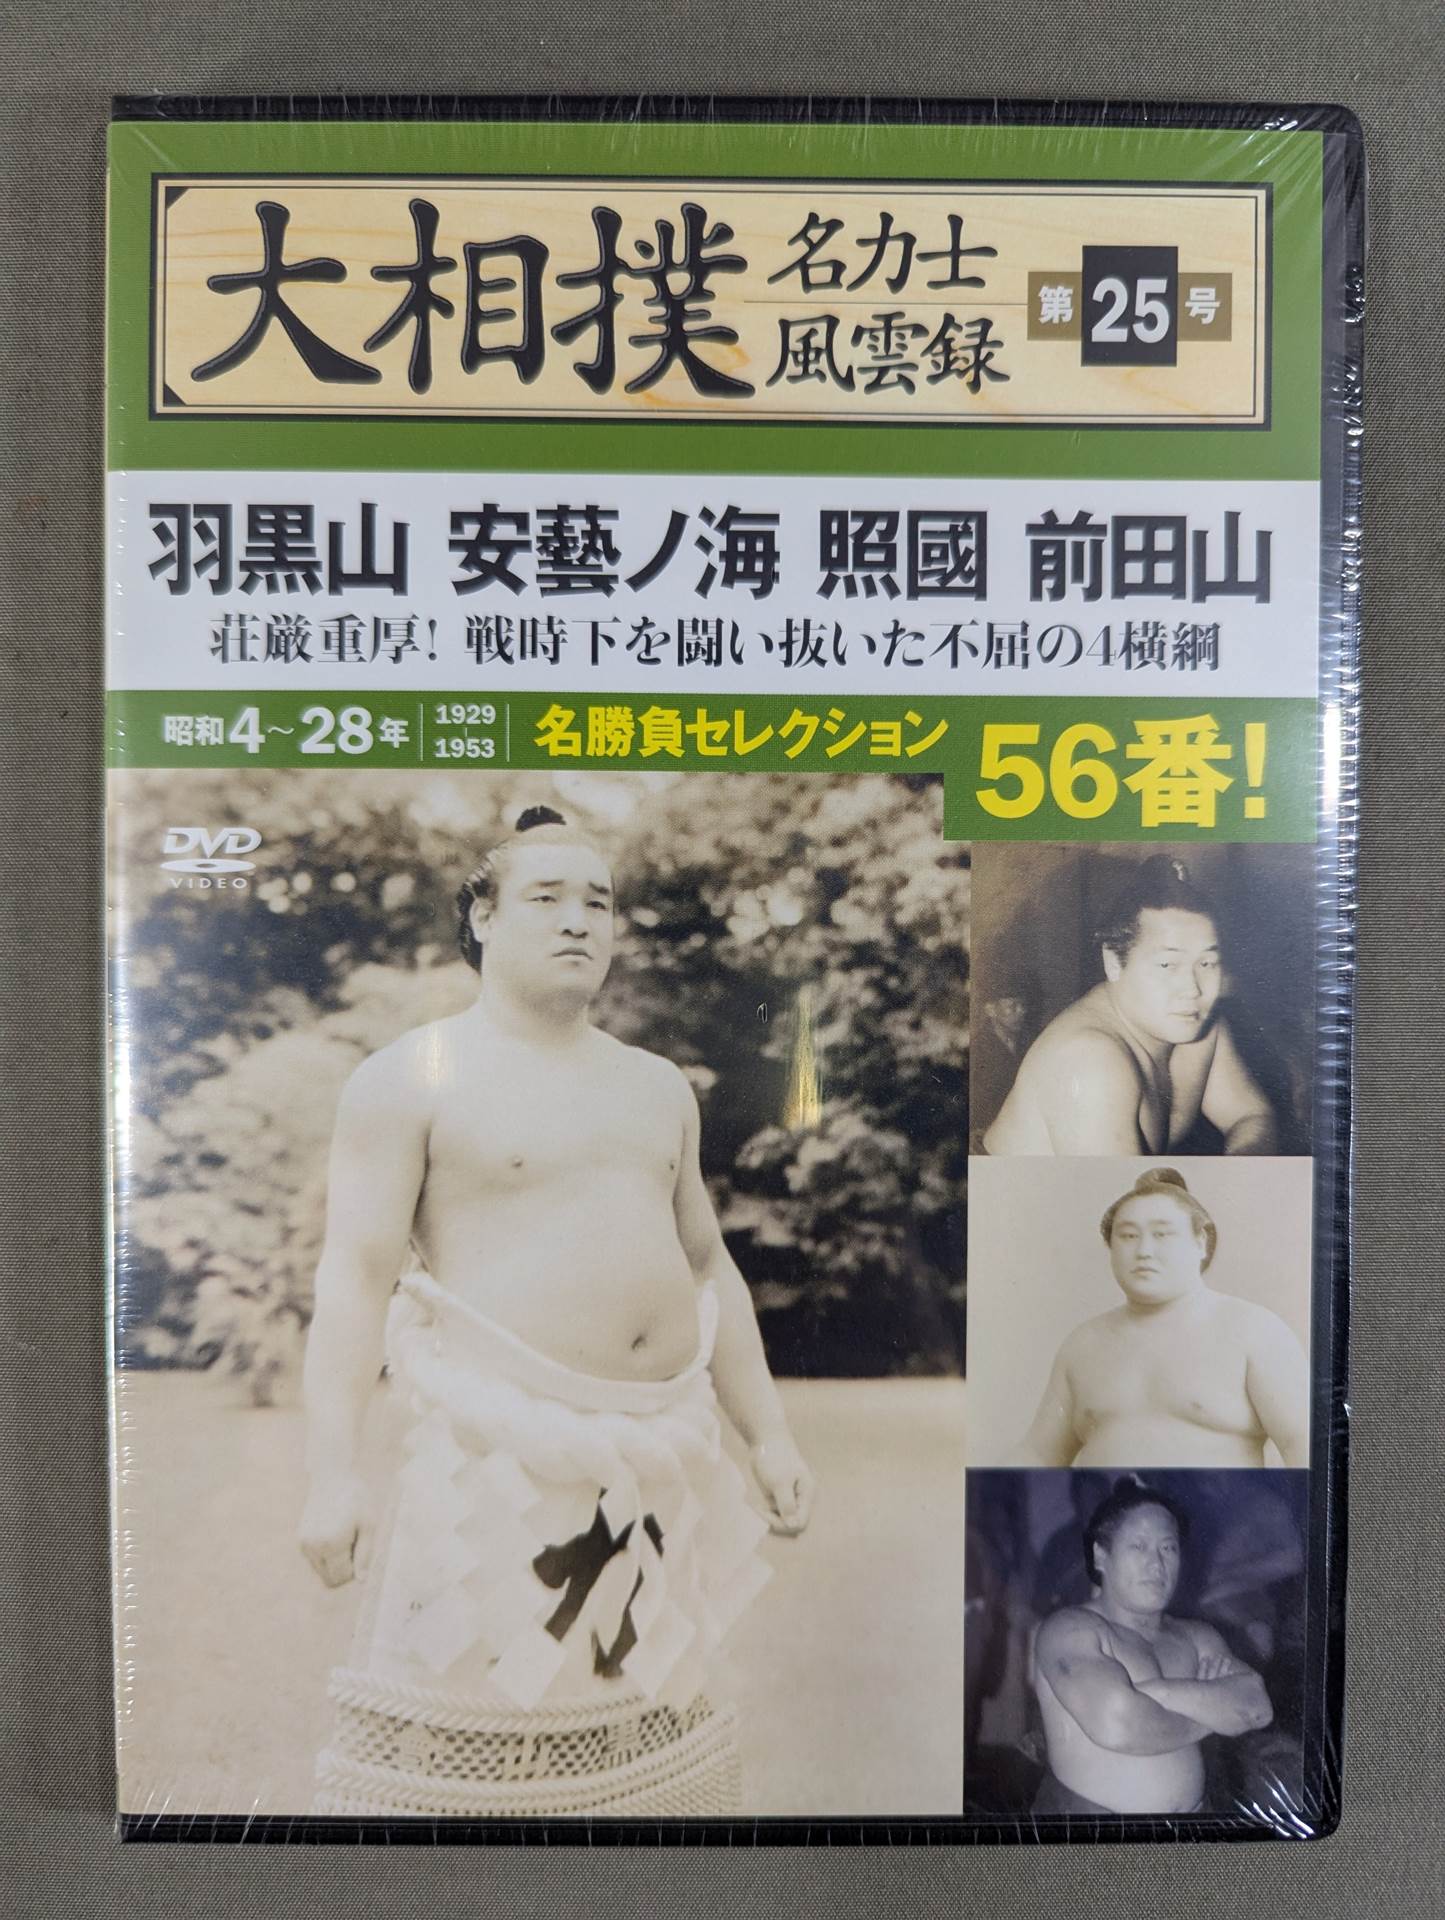 大相撲
名力士
風雲録
第25号
羽黒山 安藝ノ海 照國 前田山
荘厳重厚! 戦時下を闘い抜いた不屈の4横綱
昭和4～28年 1929-1953 名勝負セレクション 56番!
DVD
VIDEO